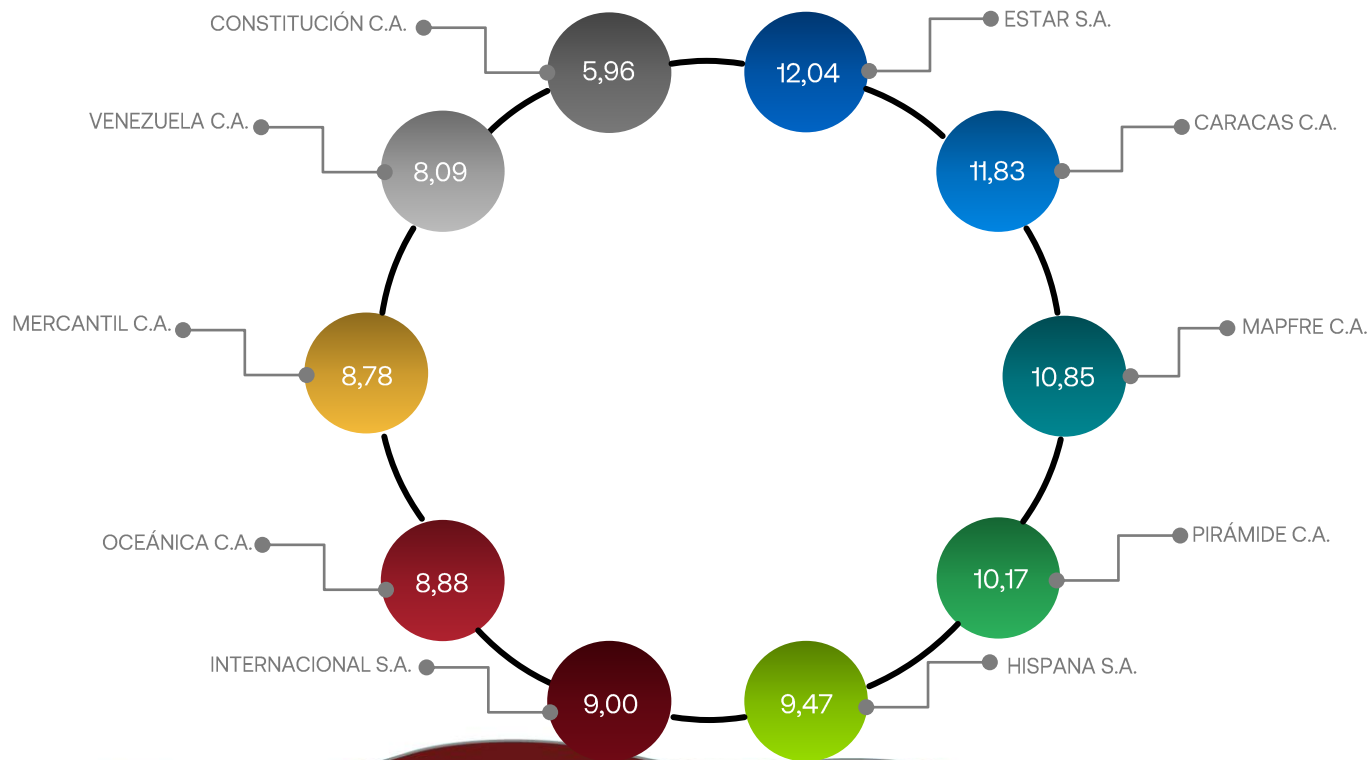 CONSTITUCIÓN C.A.
5,96
12,04
ESTAR S.A.
VENEZUELA C.A.
8,09
11,83
CARACAS C.A.
MERCANTIL C.A.
8,78
10,85
MAPFRE C.A.
OCEÁNICA C.A.
8,88
10,17
PIRÁMIDE C.A.
INTERNACIONAL S.A.
9,00
9,47
HISPANA S.A.